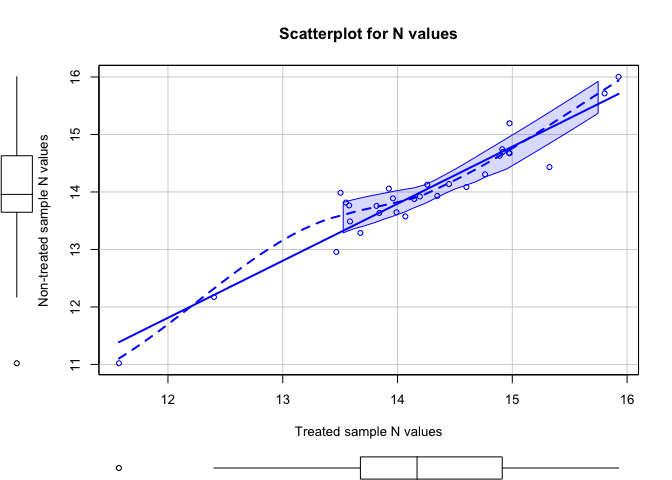 Scatterplot for N values
Non-treated sample N values
16
15
14
13
12
11
12 13 14 15 16
Treated sample N values